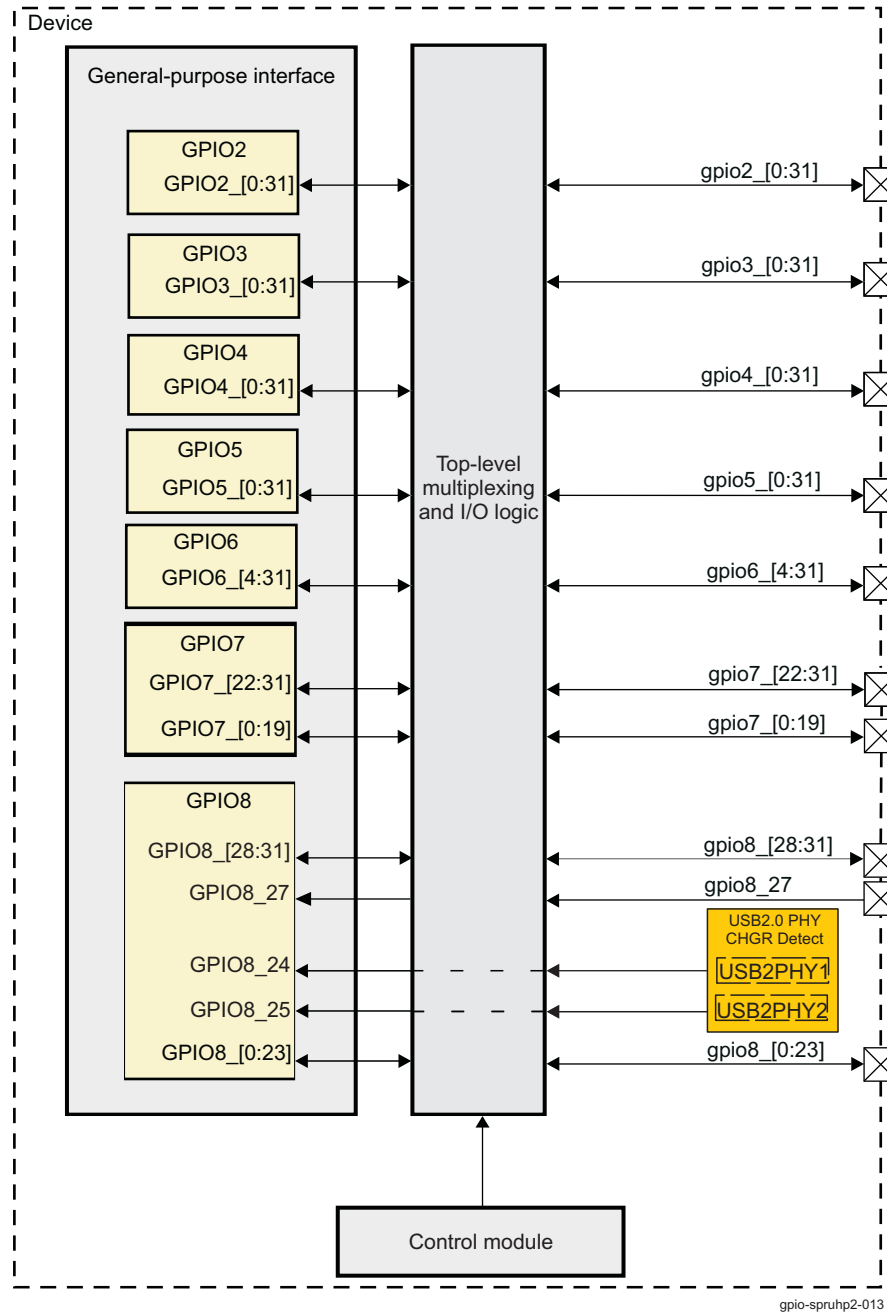 Device
General-purpose interface
GPIO2
GPIO2_[0:31]
gpio2_[0:31]
GPIO3
GPIO3_[0:31]
gpio3_[0:31]
GPIO4
GPIO4_[0:31]
gpio4_[0:31]
GPIO5
GPIO5_[0:31]
gpio5_[0:31]
Top-level
multiplexing
and I/O logic
GPIO6
GPIO6_[4:31]
gpio6_[4:31]
GPIO7
GPIO7_[22:31]
gpio7_[22:31]
GPIO7_[0:19]
gpio7_[0:19]
GPIO8
GPIO8_[28:31]
gpio8_[28:31]
GPIO8_27
gpio8_27
USB2.0 PHY
CHGR Detect
GPIO8_24
USB2PHY1
GPIO8_25
USB2PHY2
GPIO8_[0:23]
gpio8_[0:23]
Control module
gpio-spruhp2-013